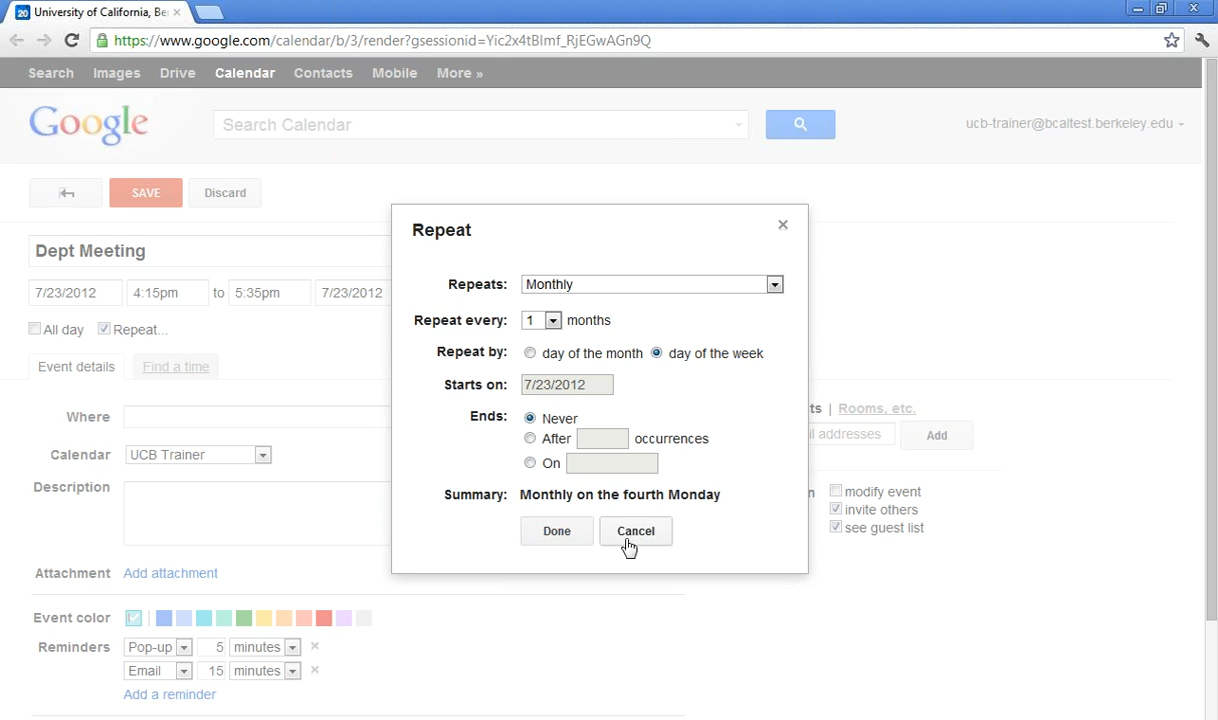 20 University of California, Be
https://www.google.com/calendar/b/3/render?gsessionid=Yic2x4tBlmf_RjEGwAGn9Q
Search Images Drive Calendar Contacts Mobile More »
Google Search Calendar ucb-trainer@bcaltest.berkeley.edu
SAVE Discard
Repeat
Dept Meeting
Repeats: Monthly
7/23/2012 4:15pm to 5:35pm 7/23/2012
Repeat every: 1 months
All day Repeat...
Repeat by: day of the month day of the week
Event details Find a time
Starts on: 7/23/2012
Where
Ends: Never
ts | Rooms, etc.
After occurrences
il addresses Add
Calendar UCB Trainer
On
Description
Summary: Monthly on the fourth Monday
n modify event
invite others
see guest list
Done Cancel
Attachment Add attachment
Event color
Reminders Pop-up 5 minutes ×
Email 15 minutes ×
Add a reminder